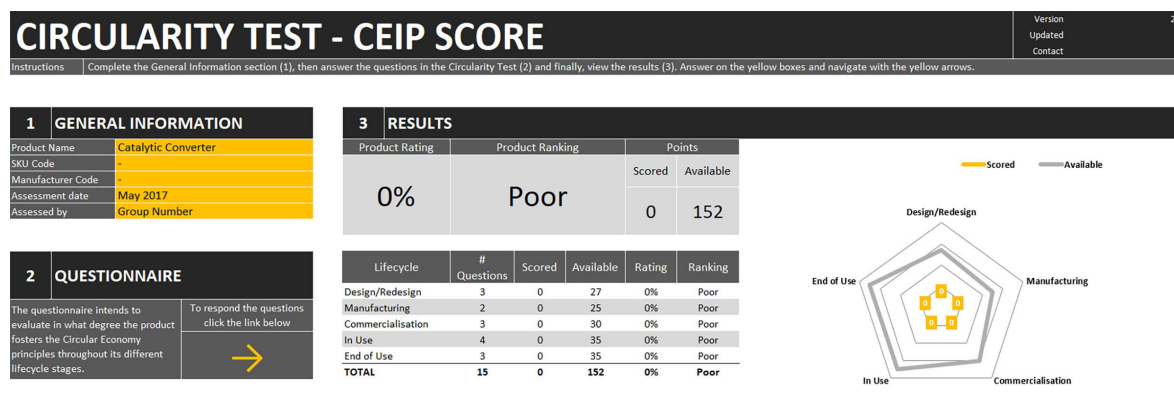 CIRCULARITY TEST - CEIP SCORE
Version 2
Updated
Contact
Instructions Complete the General Information section (1), then answer the questions in the Circularity Test (2) and finally, view the results (3). Answer on the yellow boxes and navigate with the yellow arrows.
1 GENERAL INFORMATION
Product Name Catalytic Converter
SKU Code -
Manufacturer Code -
Assessment date May 2017
Assessed by Group Number
2 QUESTIONNAIRE
The questionnaire intends to
evaluate in what degree the product
fosters the Circular Economy
principles throughout its different
lifecycle stages.
To respond the questions
click the link below
3 RESULTS
Product Rating Product Ranking Points
Scored Available
0% Poor 0 152
Lifecycle # Questions Scored Available Rating Ranking
Design/Redesign 3 0 27 0% Poor
Manufacturing 2 0 25 0% Poor
Commercialisation 3 0 30 0% Poor
In Use 4 0 35 0% Poor
End of Use 3 0 35 0% Poor
TOTAL 15 0 152 0% Poor
Scored Available
Design/Redesign
End of Use
Manufacturing
0
0 0
0 0
In Use
Commercialisation